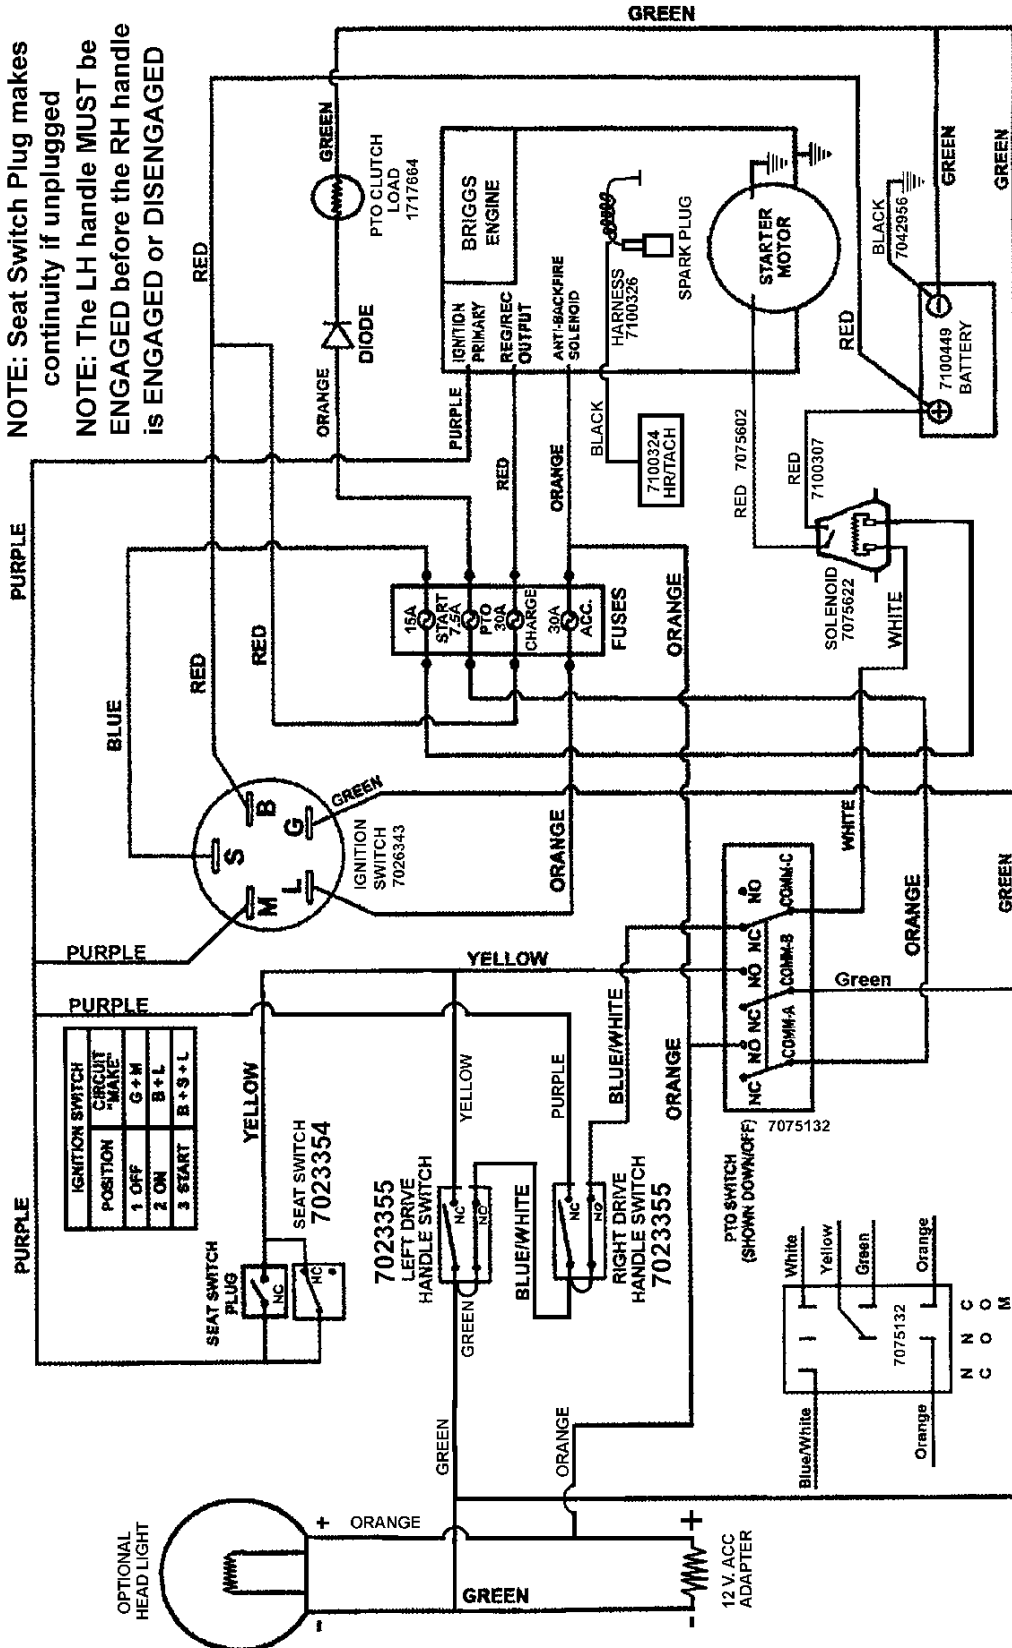 NOTE: Seat Switch Plug makes
continuity if unplugged
NOTE: The LH handle MUST be
ENGAGED before the RH handle
is ENGAGED or DISENGAGED
GREEN
GREEN
RED
PTO CLUTCH
LOAD
1717664
DIODE
ORANGE
PURPLE
BRIGGS
ENGINE
IGNITION
PRIMARY
REG/REC
OUTPUT
ANTI-BACKFIRE
SOLENOID
HARNESS
7100326
SPARK PLUG
STARTER
MOTOR
BLACK
7042956
GREEN
GREEN
RED
7100449
BATTERY
PURPLE
RED
ORANGE
BLACK
7100324
HR/TACH
RED 7075602
RED
7100307
SOLENOID
7075622
WHITE
BLUE
RED
RED
15A
START
7.5A
PTO
30A
CHARGE
30A
ACC.
FUSES
ORANGE
S
B
G
L
M
GREEN
IGNITION
SWITCH
7026343
ORANGE
WHITE
ORANGE
GREEN
PURPLE
PURPLE
YELLOW
BLUE/WHITE
NC NO NC NO NC NO
COMM-A COMM-B COMM-C
Green
PTO SWITCH
(SHOWN DOWN/OFF)
7075132
IGNITION SWITCH
POSITION
CIRCUIT
"MAKE"
1 OFF
G + M
2 ON
B + L
3 START
B + S + L
YELLOW
YELLOW
PURPLE
ORANGE
SEAT SWITCH
7023354
PURPLE
SEAT SWITCH
PLUG
NC
NC
7023355
LEFT DRIVE
HANDLE SWITCH
NC
NO
GREEN
BLUE/WHITE
NC
NO
RIGHT DRIVE
HANDLE SWITCH
7023355
White
Yellow
Green
Orange
7075132
C
O
M
N
O
N
C
Blue/White
Orange
GREEN
ORANGE
OPTIONAL
HEAD LIGHT
+
ORANGE
-
GREEN
+
-
12 V. ACC
ADAPTER